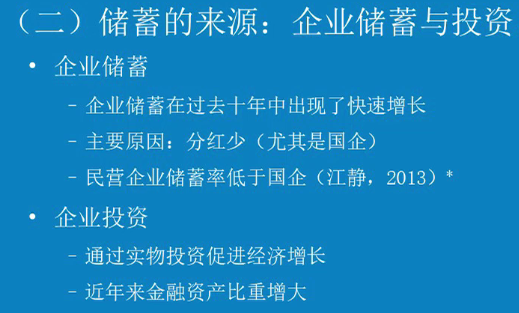 （二）储蓄的来源：企业储蓄与投资
• 企业储蓄
– 企业储蓄在过去十年中出现了快速增长
– 主要原因：分红少（尤其是国企）
– 民营企业储蓄率低于国企（江静，2013）*
• 企业投资
– 通过实物投资促进经济增长
– 近年来金融资产比重增大